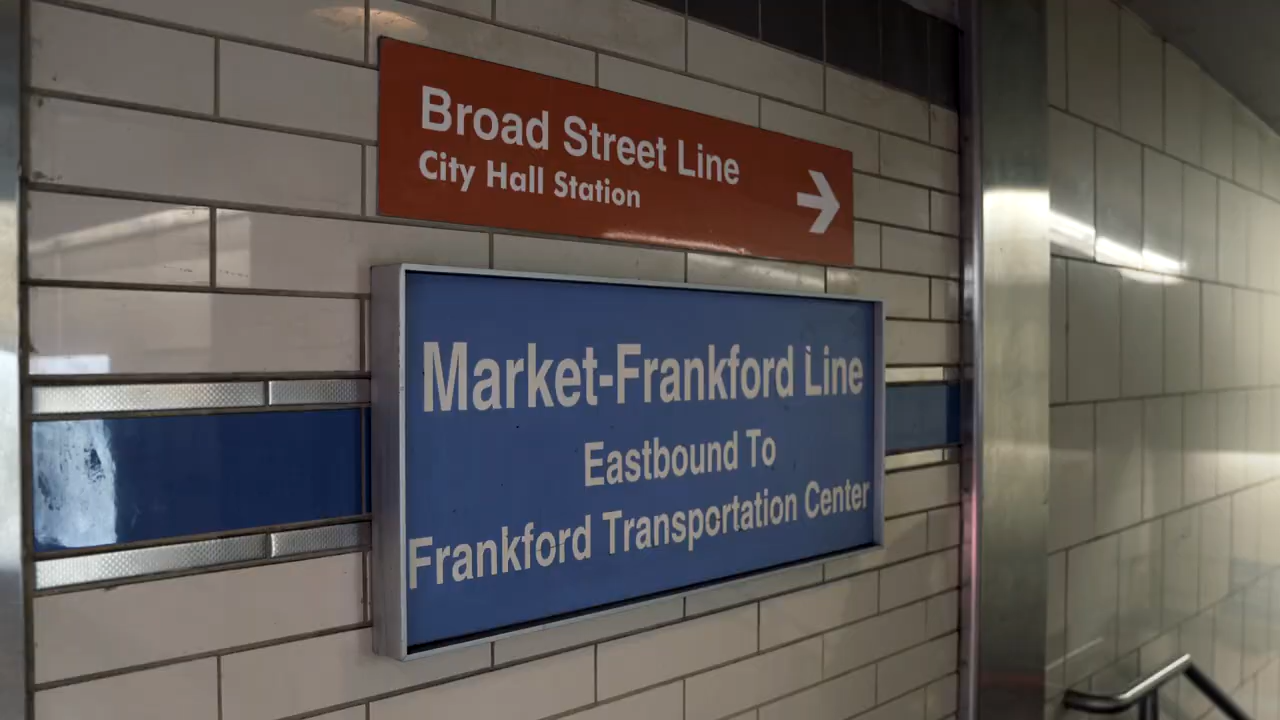 Broad Street Line
City Hall Station
Market-Frankford Line
Eastbound To
Frankford Transportation Center